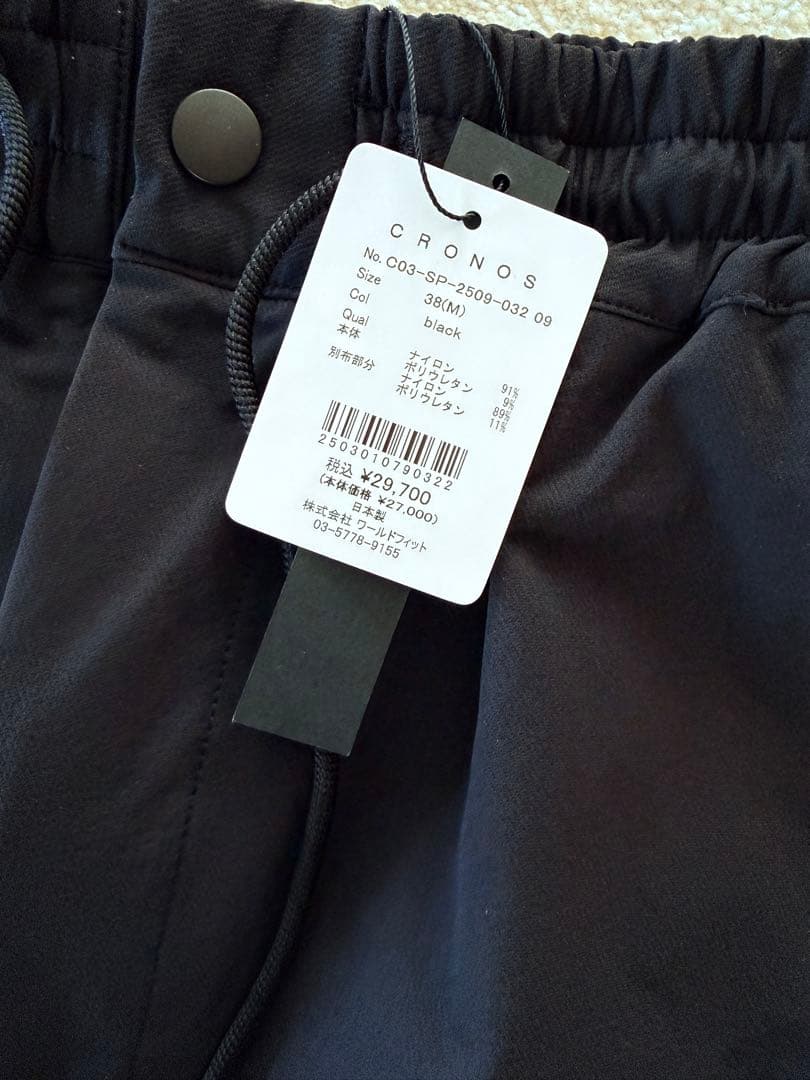 CRONOS
No. C03-SP-2509-032 09
Size 38(M)
Col black
Qual
本体 ナイロン 91%
ポリウレタン 9%
別布部分 ナイロン 89%
ポリウレタン 11%
2503010790322
税込 ¥29,700
(本体価格 ¥27,000)
日本製
株式会社 ワールドフィット
03-5778-9155